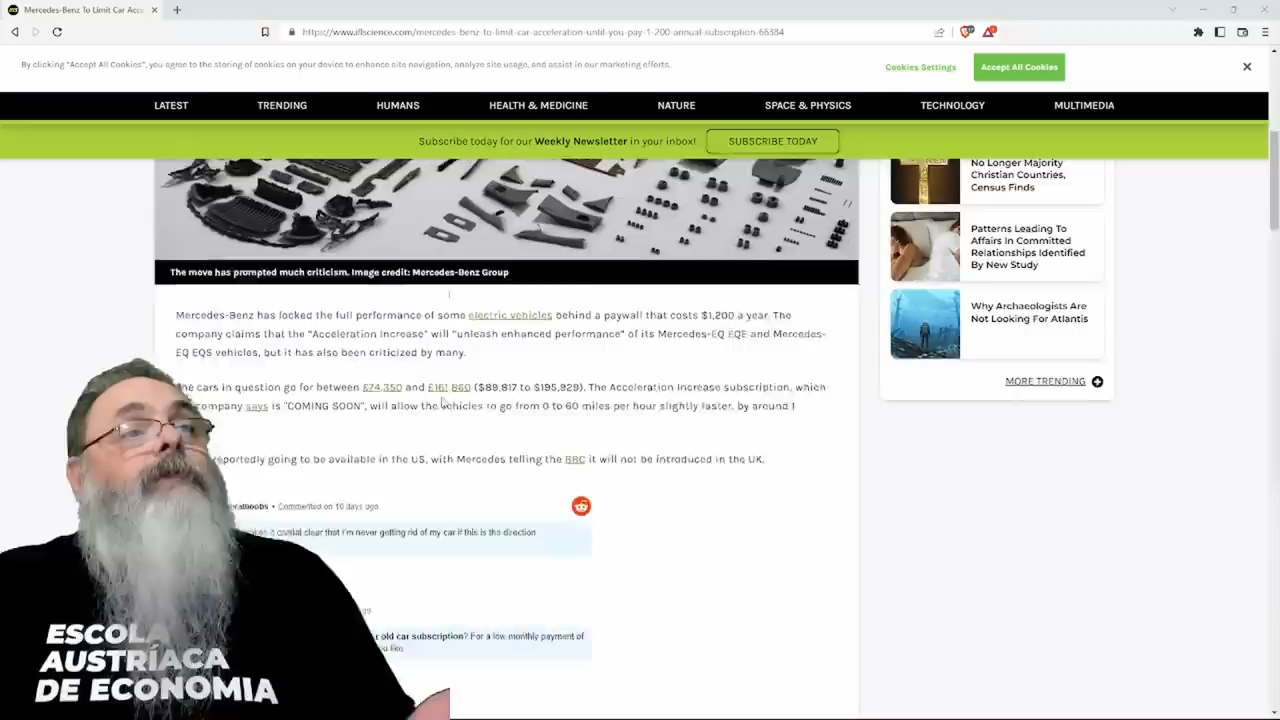 Mercedes-Benz To Limit Car Acce
https://www.iflscience.com/mercedes-benz-to-limit-car-acceleration-until-you-pay-1-200-annual-subscription-66384
By clicking "Accept All Cookies", you agree to the storing of cookies on your device to enhance site navigation, analyze site usage, and assist in our marketing efforts.
Cookies Settings
Accept All Cookies
LATEST TRENDING HUMANS HEALTH & MEDICINE NATURE SPACE & PHYSICS TECHNOLOGY MULTIMEDIA
Subscribe today for our Weekly Newsletter in your inbox! SUBSCRIBE TODAY
The move has prompted much criticism. Image credit: Mercedes-Benz Group
Mercedes-Benz has locked the full performance of some electric vehicles behind a paywall that costs $1,200 a year. The
company claims that the "Acceleration Increase" will "unleash enhanced performance" of its Mercedes-EQ EQE and Mercedes-
EQ EQS vehicles, but it has also been criticized by many.
cars in question go for between £74,350 and £161,860 ($89,817 to $195,929). The Acceleration Increase subscription, which
company says is "COMING SOON", will allow the vehicles to go from 0 to 60 miles per hour slightly faster, by around 1
reportedly going to be available in the US, with Mercedes telling the BBC it will not be introduced in the UK.
• Commented on 10 days ago
crystal clear that I'm never getting rid of my car if this is the direction
old car subscription? For a low monthly payment of
like
No Longer Majority
Christian Countries,
Census Finds
Patterns Leading To
Affairs In Committed
Relationships Identified
By New Study
Why Archaeologists Are
Not Looking For Atlantis
MORE TRENDING
ESCOLA
AUSTRÍACA
DE ECONOMIA